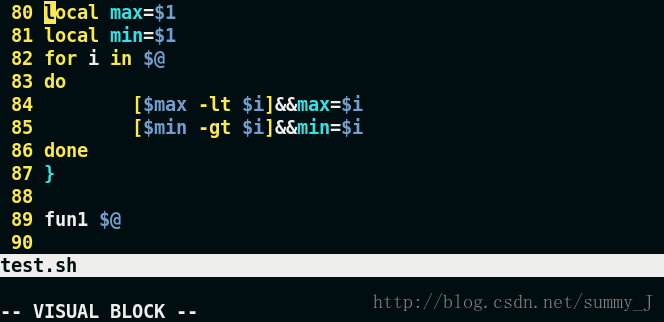 80 local max=$1
81 local min=$1
82 for i in $@
83 do
84         [$max -lt $i]&&max=$i
85         [$min -gt $i]&&min=$i
86 done
87 }
88
89 fun1 $@
90
test.sh
-- VISUAL BLOCK --
http://blog.csdn.net/summy_J